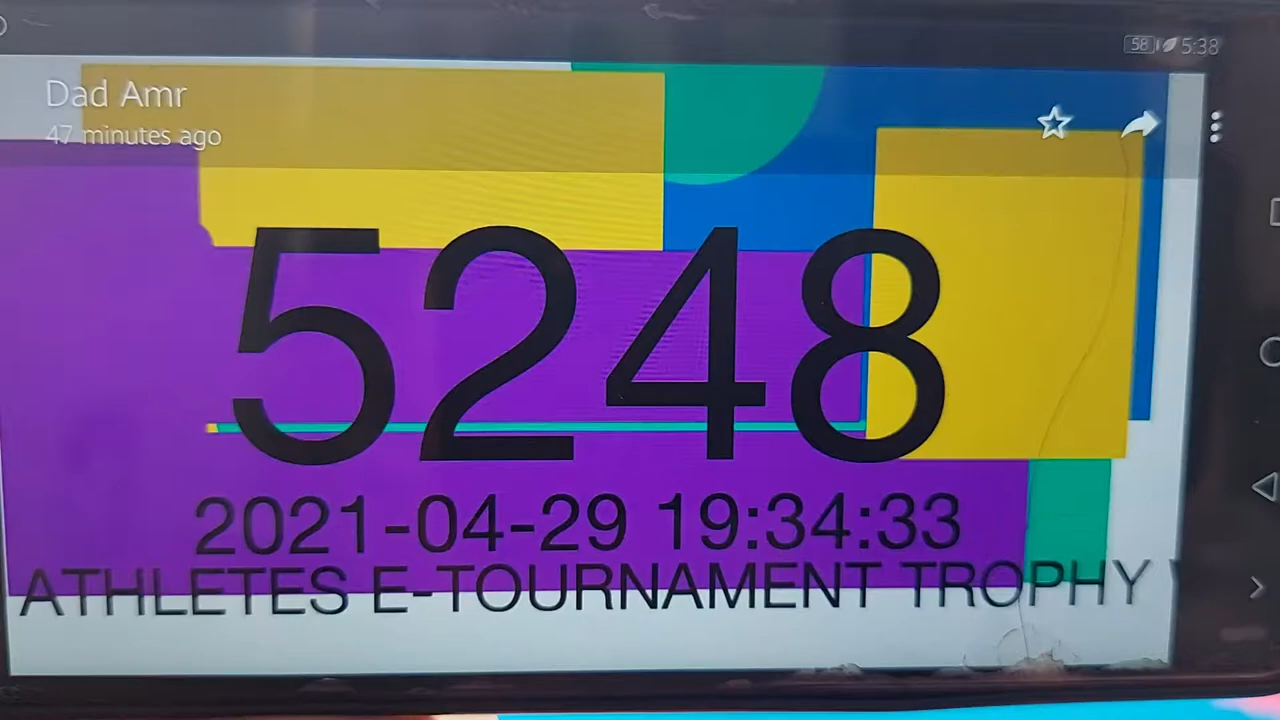 58 5:38
Dad Amr
47 minutes ago
5248
2021-04-29 19:34:33
ATHLETES E-TOURNAMENT TROPHY